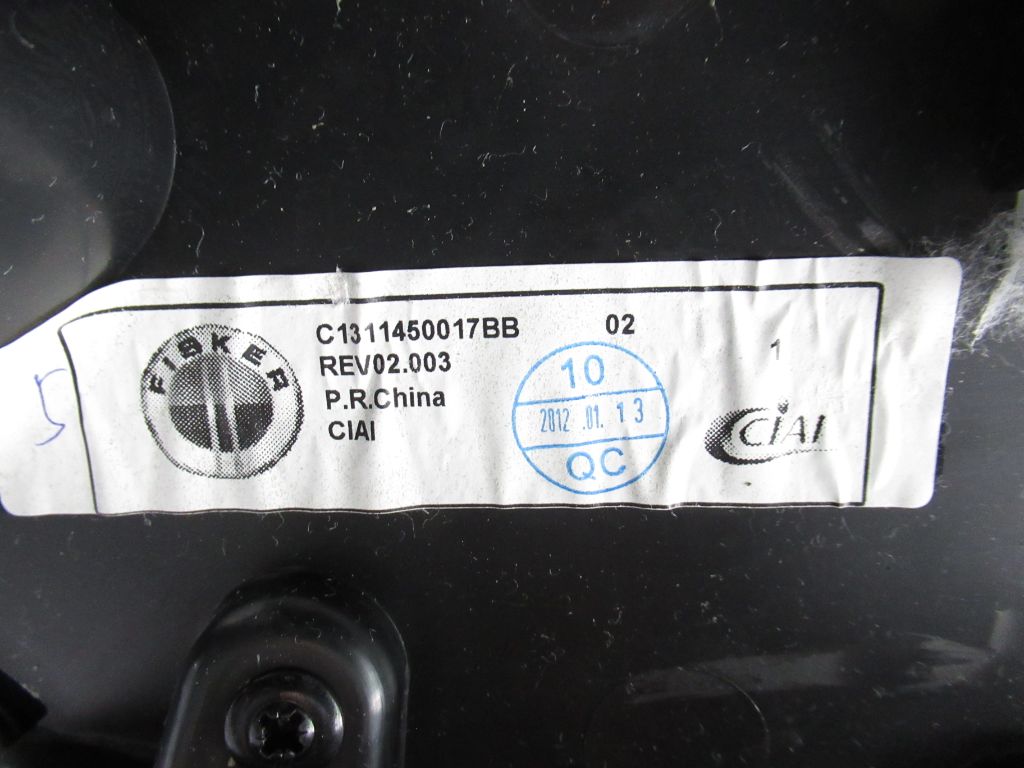 FISKER
C1311450017BB 02
REV02.003
P.R.China
CIAI
10
2012 .01. 13
QC
1
CIAI
5